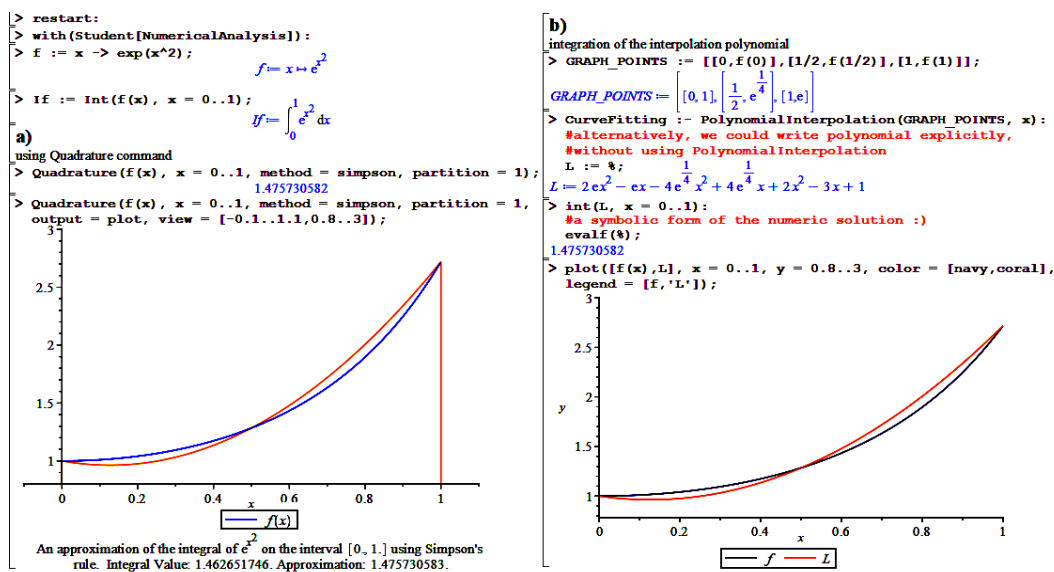 > restart:
> with(Student[NumericalAnalysis]):
> f := x -> exp(x^2);
f := x ↦ e^(x^2)
> If := Int(f(x), x = 0..1);
If := ∫_0^1 e^(x^2) dx
a)
using Quadrature command
> Quadrature(f(x), x = 0..1, method = simpson, partition = 1);
1.475730582
> Quadrature(f(x), x = 0..1, method = simpson, partition = 1,
output = plot, view = [-0.1..1.1,0.8..3]);
3
2.5
2
1.5
1
0 0.2 0.4 0.6 0.8 1
x
f(x)
An approximation of the integral of e^(x^2) on the interval [0., 1.] using Simpson's
rule. Integral Value: 1.462651746. Approximation: 1.475730583.
b)
integration of the interpolation polynomial
> GRAPH_POINTS := [[0,f(0)],[1/2,f(1/2)],[1,f(1)]];
GRAPH_POINTS := [[0, 1], [1/2, e^(1/4)], [1, e]]
> CurveFitting :- PolynomialInterpolation(GRAPH_POINTS, x):
#alternatively, we could write polynomial explicitly,
#without using PolynomialInterpolation
L := %;
L := 2 e x^2 − e x − 4 e^(1/4) x^2 + 4 e^(1/4) x + 2 x^2 − 3 x + 1
> int(L, x = 0..1):
#a symbolic form of the numeric solution :)
evalf(%);
1.475730582
> plot([f(x),L], x = 0..1, y = 0.8..3, color = [navy,coral],
legend = [f,'L']);
3
2.5
2
y
1.5
1
0 0.2 0.4 0.6 0.8 1
x
f L